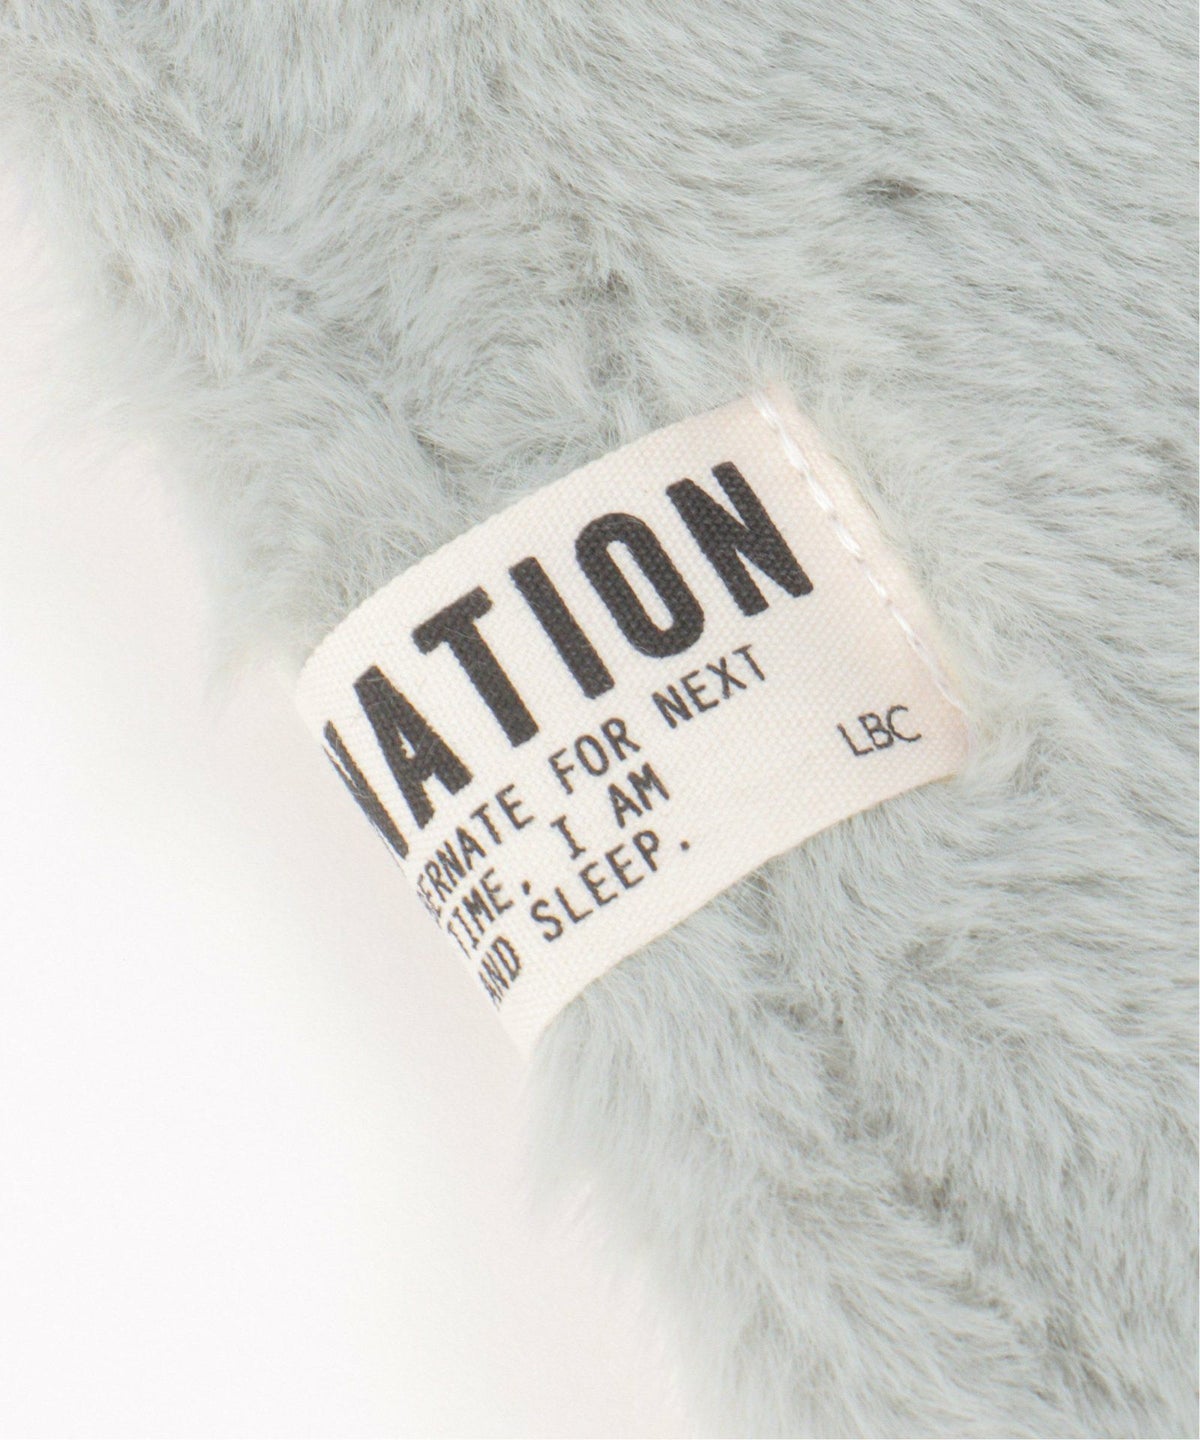 NATION
ERNATE FOR NEXT
TIME, I AM
AND SLEEP.
LBC